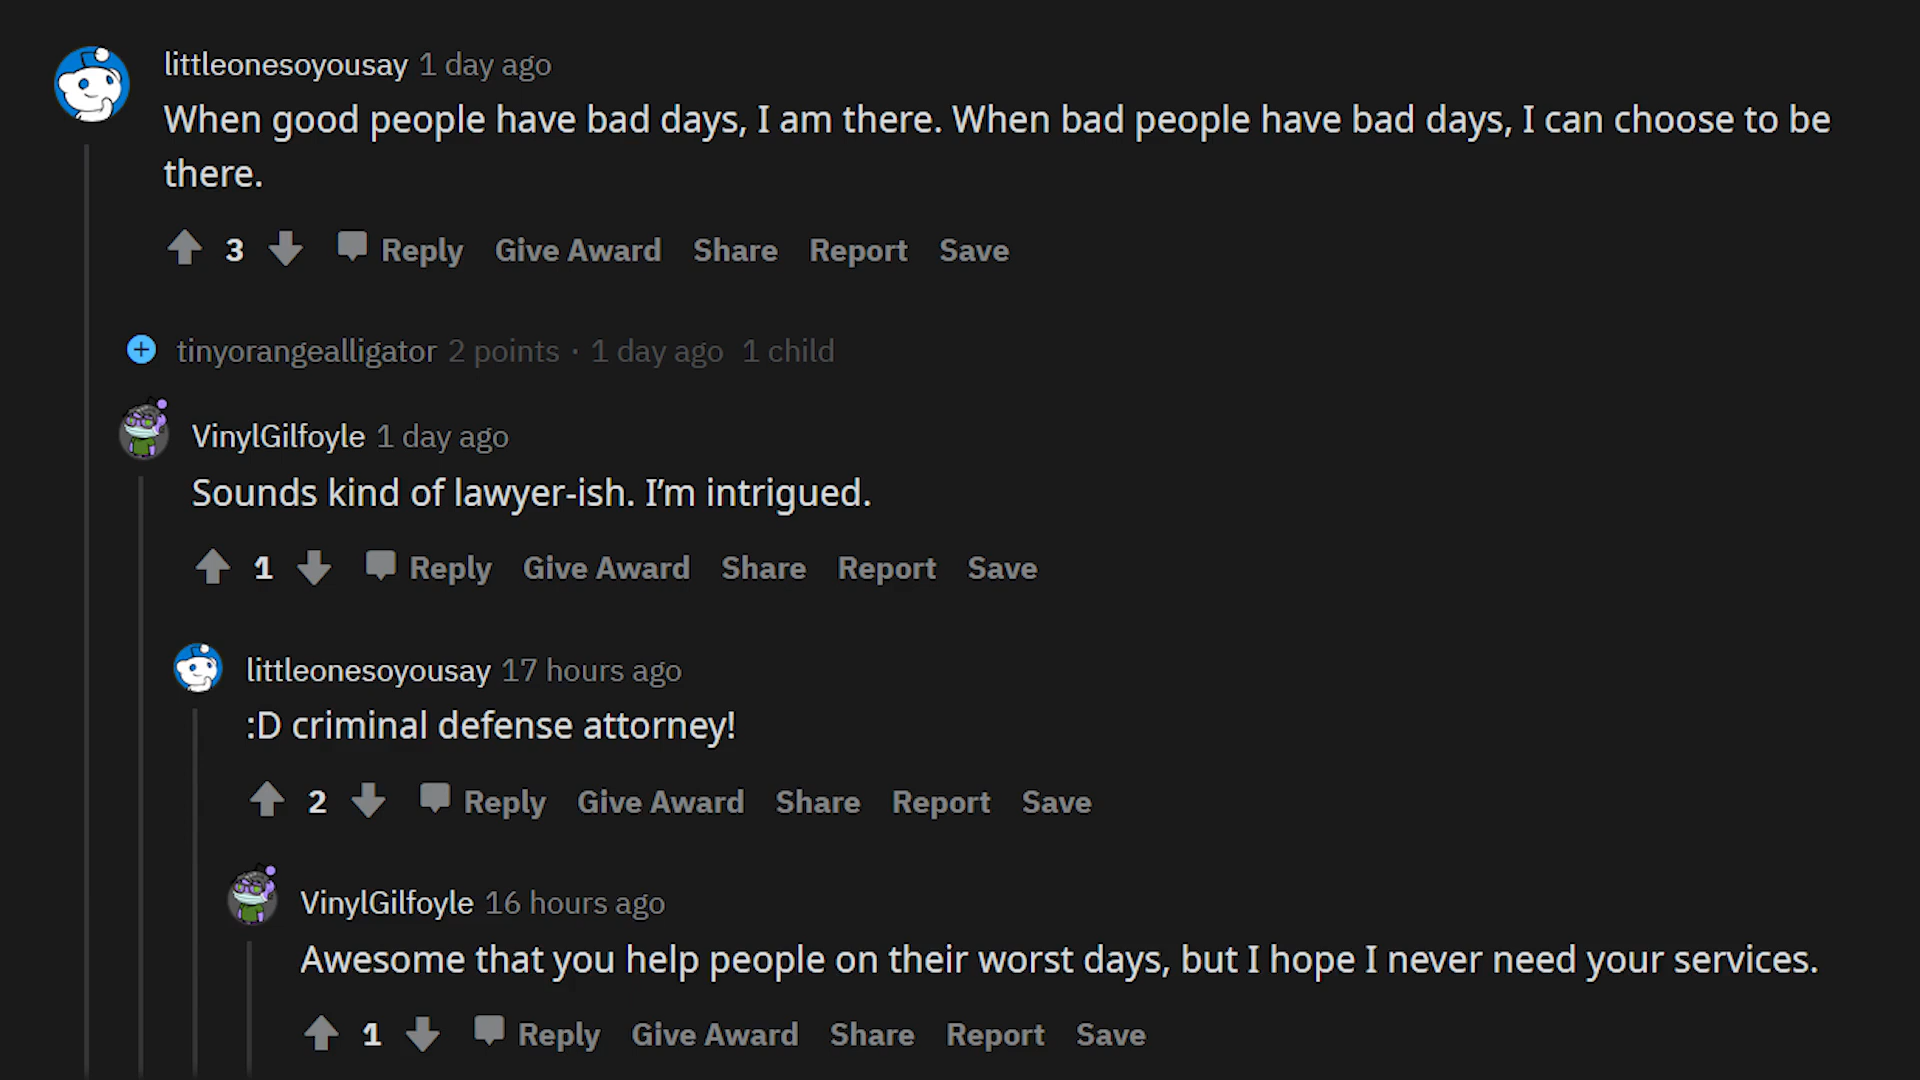 littleonesoyousay 1 day ago
When good people have bad days, I am there. When bad people have bad days, I can choose to be
there.
3 Reply Give Award Share Report Save
tinyorangealligator 2 points · 1 day ago 1 child
VinylGilfoyle 1 day ago
Sounds kind of lawyer-ish. I’m intrigued.
1 Reply Give Award Share Report Save
littleonesoyousay 17 hours ago
:D criminal defense attorney!
2 Reply Give Award Share Report Save
VinylGilfoyle 16 hours ago
Awesome that you help people on their worst days, but I hope I never need your services.
1 Reply Give Award Share Report Save